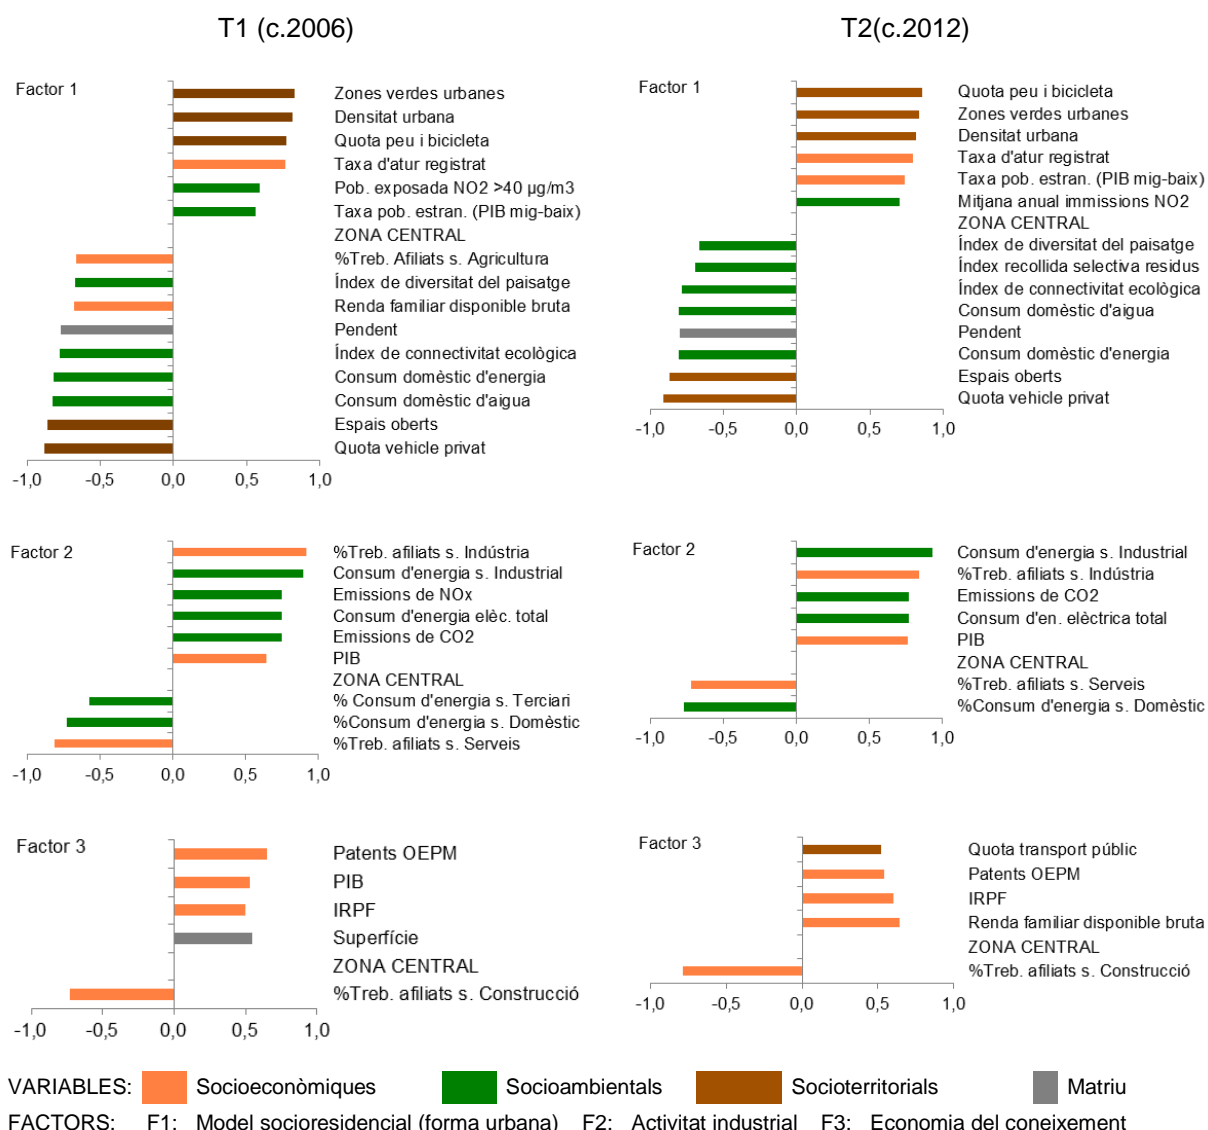 T1 (c.2006)
T2(c.2012)
Factor 1
Zones verdes urbanes
Densitat urbana
Quota peu i bicicleta
Taxa d'atur registrat
Pob. exposada NO2 >40 µg/m3
Taxa pob. estran. (PIB mig-baix)
ZONA CENTRAL
%Treb. Afiliats s. Agricultura
Índex de diversitat del paisatge
Renda familiar disponible bruta
Pendent
Índex de connectivitat ecològica
Consum domèstic d'energia
Consum domèstic d'aigua
Espais oberts
Quota vehicle privat
-1,0 -0,5 0,0 0,5 1,0
Factor 1
Quota peu i bicicleta
Zones verdes urbanes
Densitat urbana
Taxa d'atur registrat
Taxa pob. estran. (PIB mig-baix)
Mitjana anual immissions NO2
ZONA CENTRAL
Índex de diversitat del paisatge
Índex recollida selectiva residus
Índex de connectivitat ecològica
Consum domèstic d'aigua
Pendent
Consum domèstic d'energia
Espais oberts
Quota vehicle privat
-1,0 -0,5 0,0 0,5 1,0
Factor 2
%Treb. afiliats s. Indústria
Consum d'energia s. Industrial
Emissions de NOx
Consum d'energia elèc. total
Emissions de CO2
PIB
ZONA CENTRAL
% Consum d'energia s. Terciari
%Consum d'energia s. Domèstic
%Treb. afiliats s. Serveis
-1,0 -0,5 0,0 0,5 1,0
Factor 2
Consum d'energia s. Industrial
%Treb. afiliats s. Indústria
Emissions de CO2
Consum d'en. elèctrica total
PIB
ZONA CENTRAL
%Treb. afiliats s. Serveis
%Consum d'energia s. Domèstic
-1,0 -0,5 0,0 0,5 1,0
Factor 3
Patents OEPM
PIB
IRPF
Superfície
ZONA CENTRAL
%Treb. afiliats s. Construcció
-1,0 -0,5 0,0 0,5 1,0
Factor 3
Quota transport públic
Patents OEPM
IRPF
Renda familiar disponible bruta
ZONA CENTRAL
%Treb. afiliats s. Construcció
-1,0 -0,5 0,0 0,5 1,0
VARIABLES: Socioeconòmiques Socioambientals Socioterritorials Matriu
FACTORS: F1: Model socioresidencial (forma urbana) F2: Activitat industrial F3: Economia del coneixement